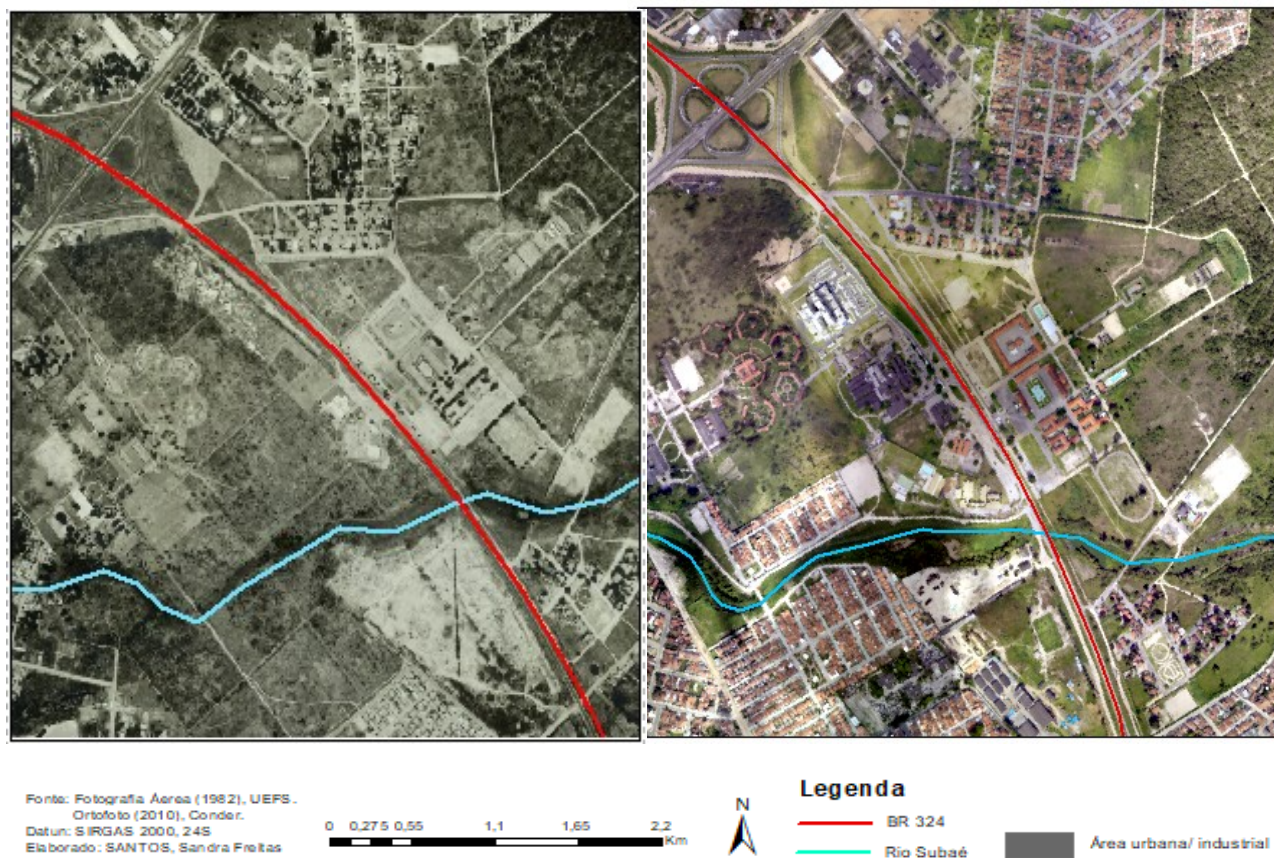 Fonte: Fotografia Áerea (1982), UEFS.
Ortofoto (2010), Conder.
Datun: SIRGAS 2000, 24S
Elaborado: SANTOS, Sandra Freitas
0 0,275 0,55 1,1 1,65 2,2
Km
N
Legenda
BR 324
Rio Subaé
Área urbana/ industrial